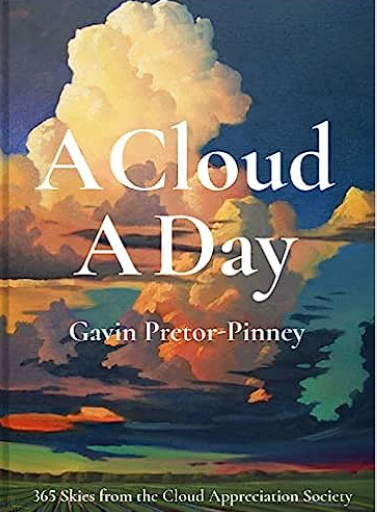 A Cloud
A Day
Gavin Pretor-Pinney
365 Skies from the Cloud Appreciation Society